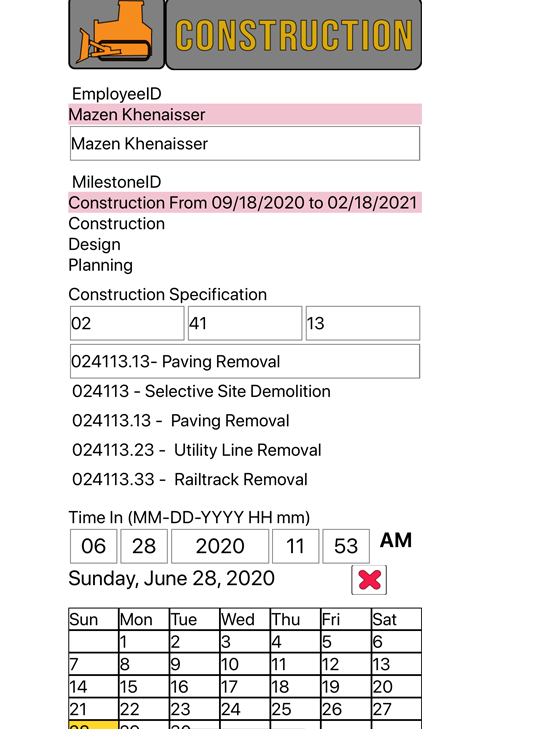 CONSTRUCTION
EmployeeID
Mazen Khenaisser
Mazen Khenaisser
MilestoneID
Construction From 09/18/2020 to 02/18/2021
Construction
Design
Planning
Construction Specification
02 41 13
024113.13- Paving Removal
024113 - Selective Site Demolition
024113.13 -  Paving Removal
024113.23 -  Utility Line Removal
024113.33 -  Railtrack Removal
Time In (MM-DD-YYYY HH mm)
06 28 2020 11 53 AM
Sunday, June 28, 2020
Sun Mon Tue Wed Thu Fri Sat
1 2 3 4 5 6
7 8 9 10 11 12 13
14 15 16 17 18 19 20
21 22 23 24 25 26 27
28 29 30